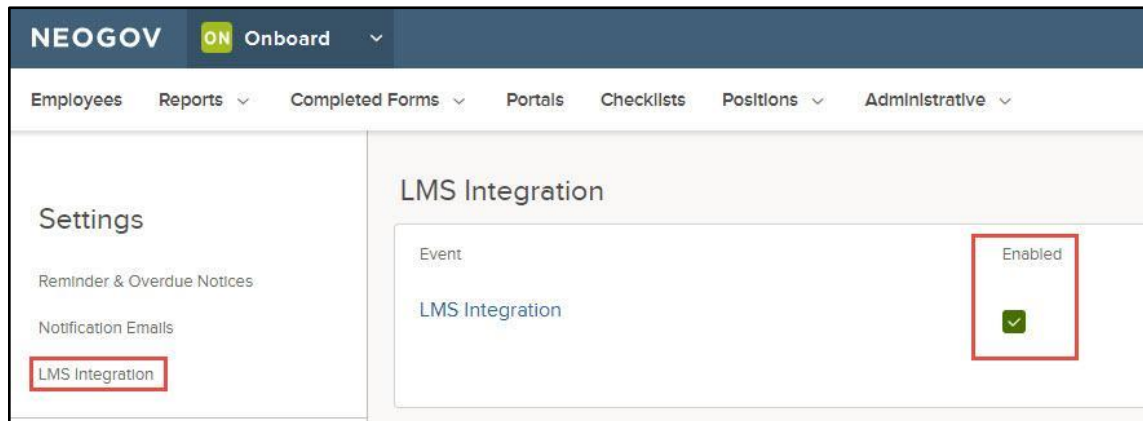 NEOGOV ON Onboard
Employees Reports Completed Forms Portals Checklists Positions Administrative
Settings
Reminder & Overdue Notices
Notification Emails
LMS Integration
LMS Integration
Event Enabled
LMS Integration